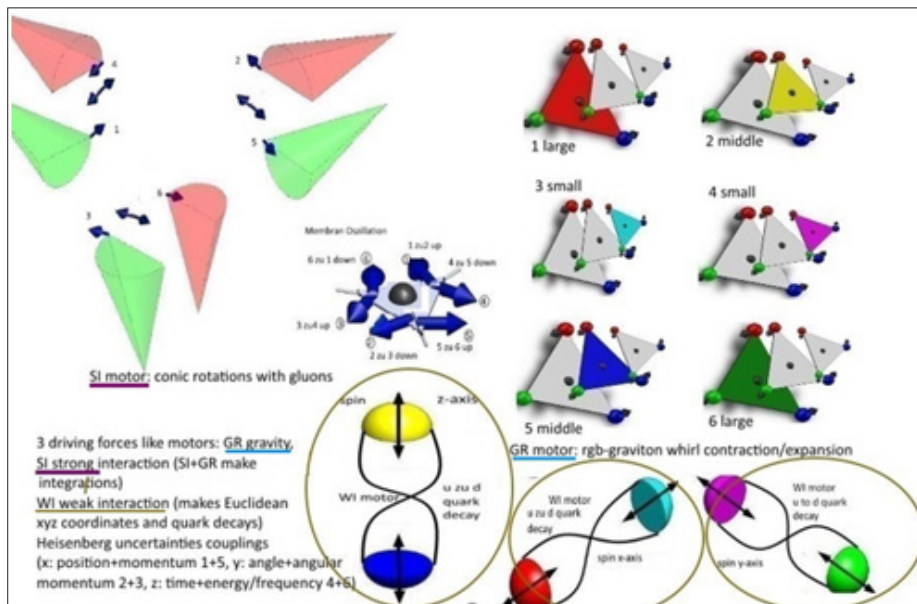 4
1
2
5
3
6
SI motor: conic rotations with gluons
Membran Oszillation
1 zu2 up
6 zu 1 down
4 zu 5 down
3 zu4 up
5 zu 6 up
2 zu 3 down
1 large
2 middle
3 small
4 small
5 middle
6 large
GR motor: rgb-graviton whirl contraction/expansion
3 driving forces like motors: GR gravity,
SI strong interaction (SI+GR make
integrations)
WI weak interaction (makes Euclidean
xyz coordinates and quark decays)
Heisenberg uncertainties couplings
(x: position+momentum 1+5, y: angle+angular
momentum 2+3, z: time+energy/frequency 4+6)
spin
z-axis
WI motor
u zu d
quark
decay
WI motor
u zu d quark
decay
spin x-axis
WI motor
u to d quark
decay
spin y-axis